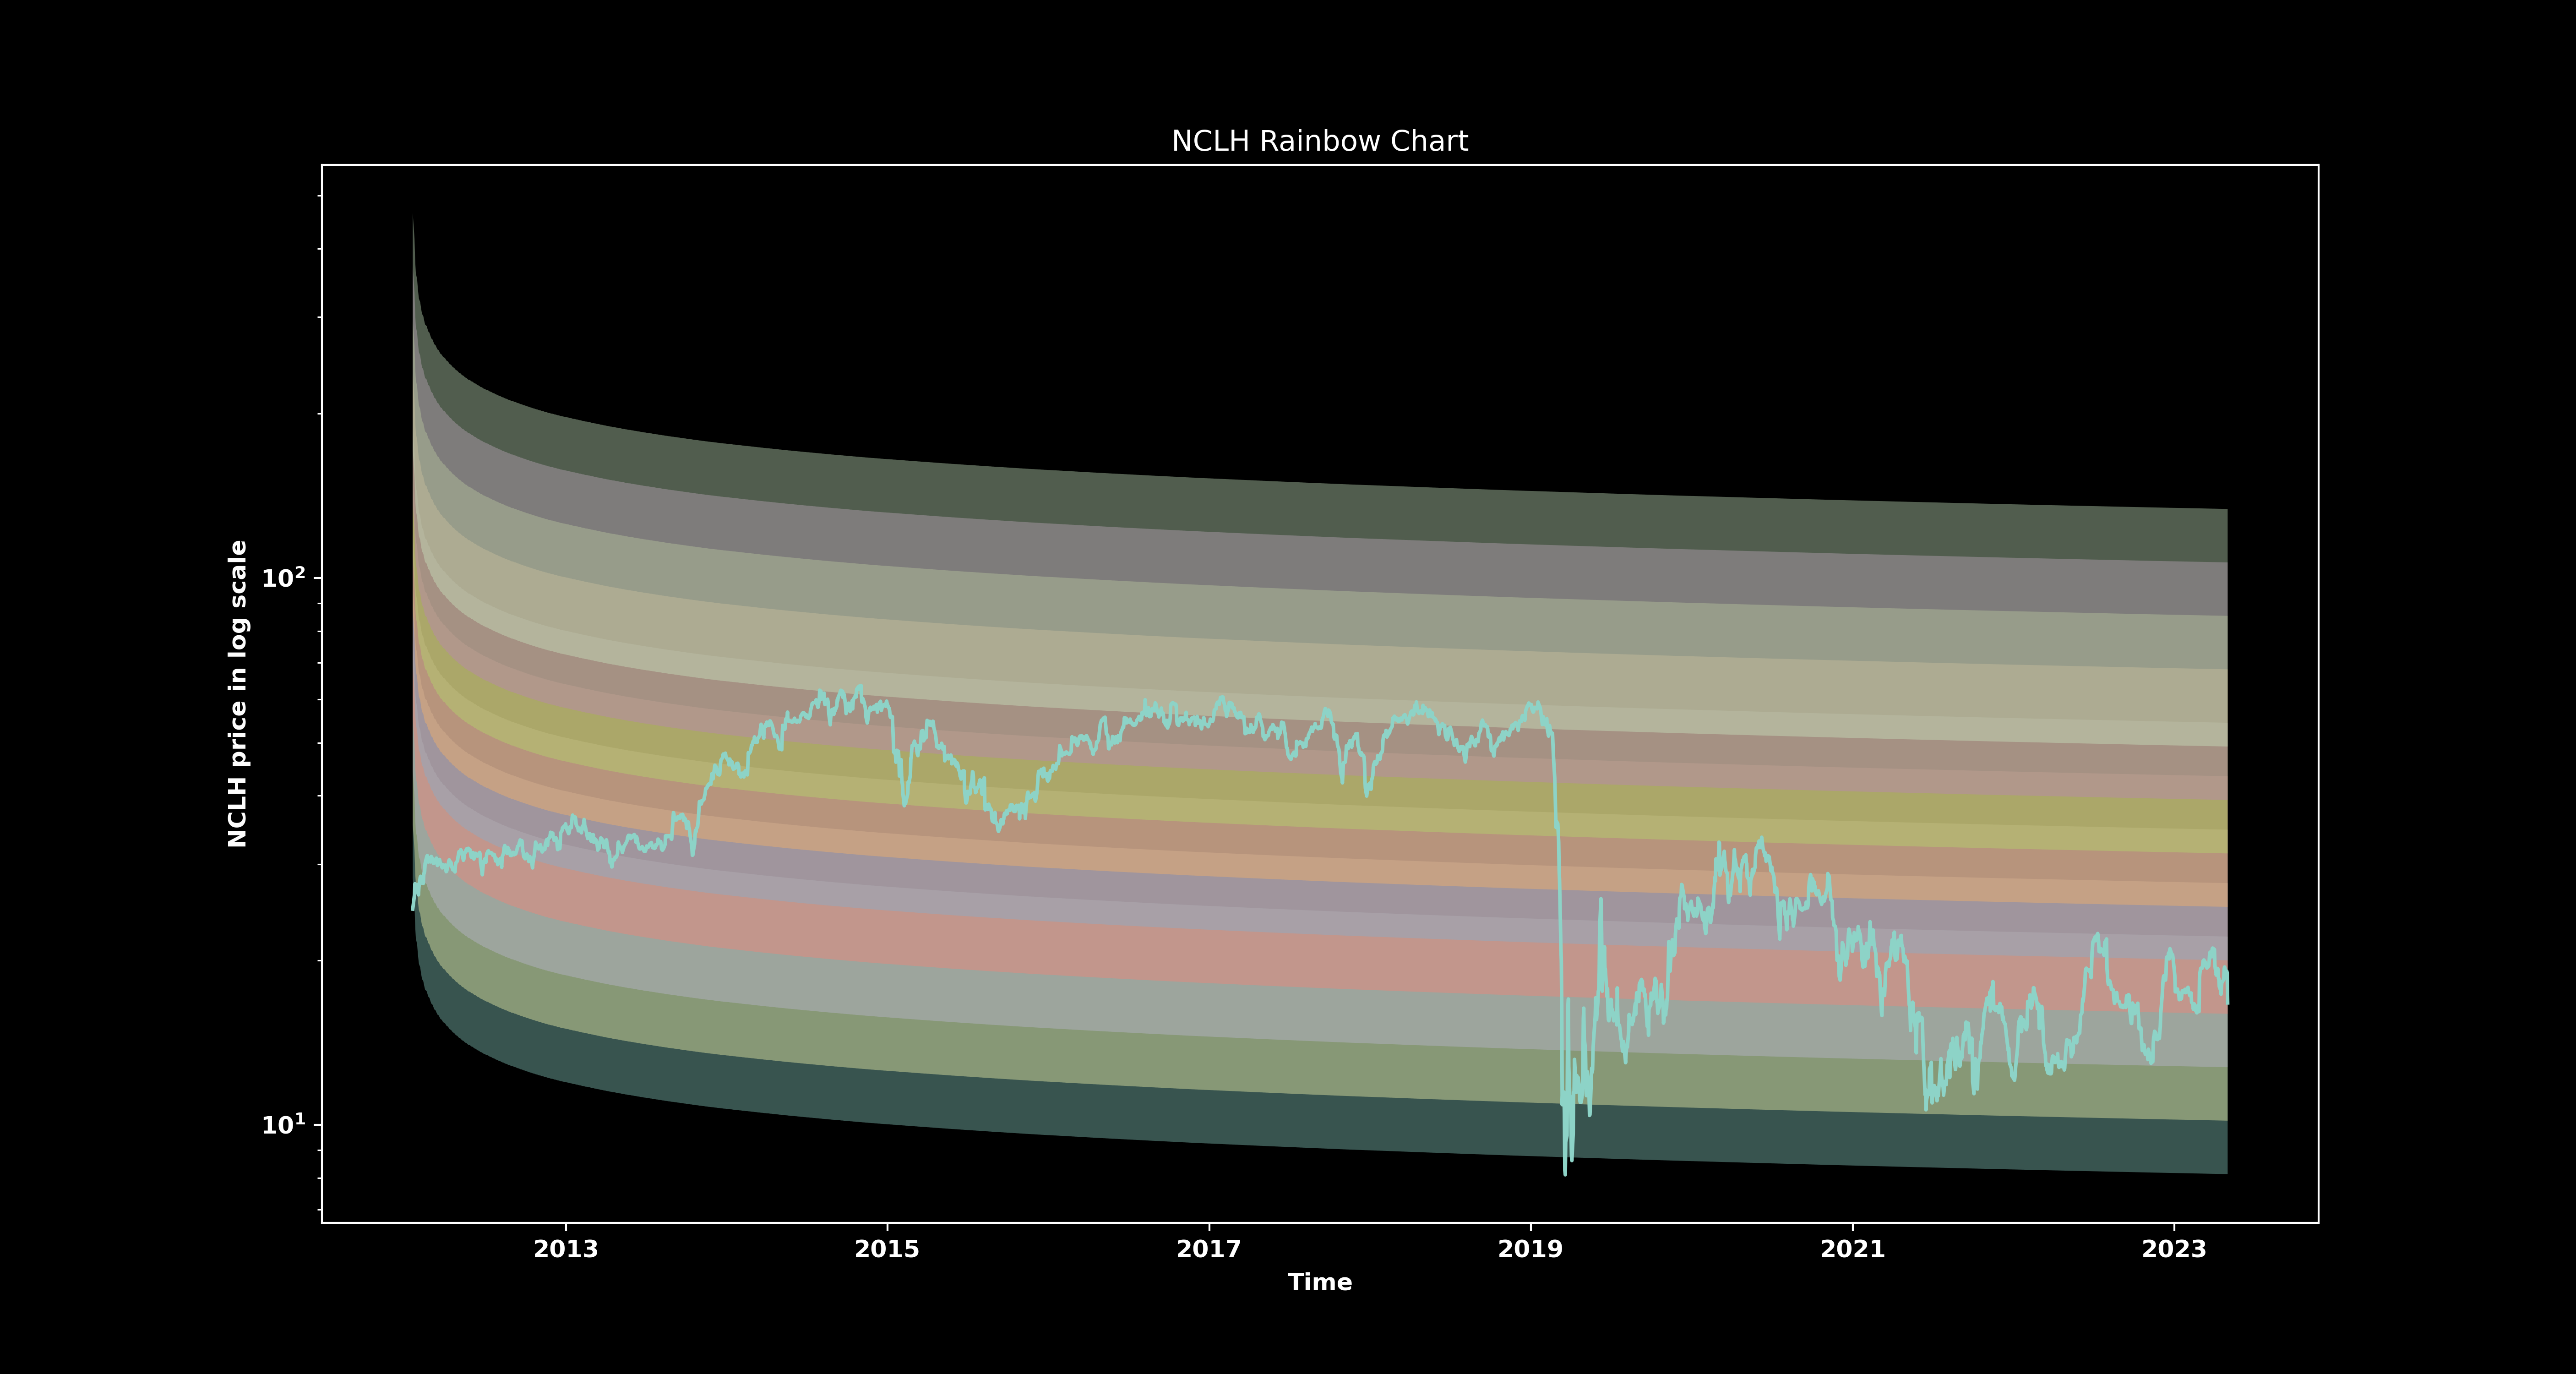 NCLH Rainbow Chart
NCLH price in log scale
10²
10¹
2013 2015 2017 2019 2021 2023
Time